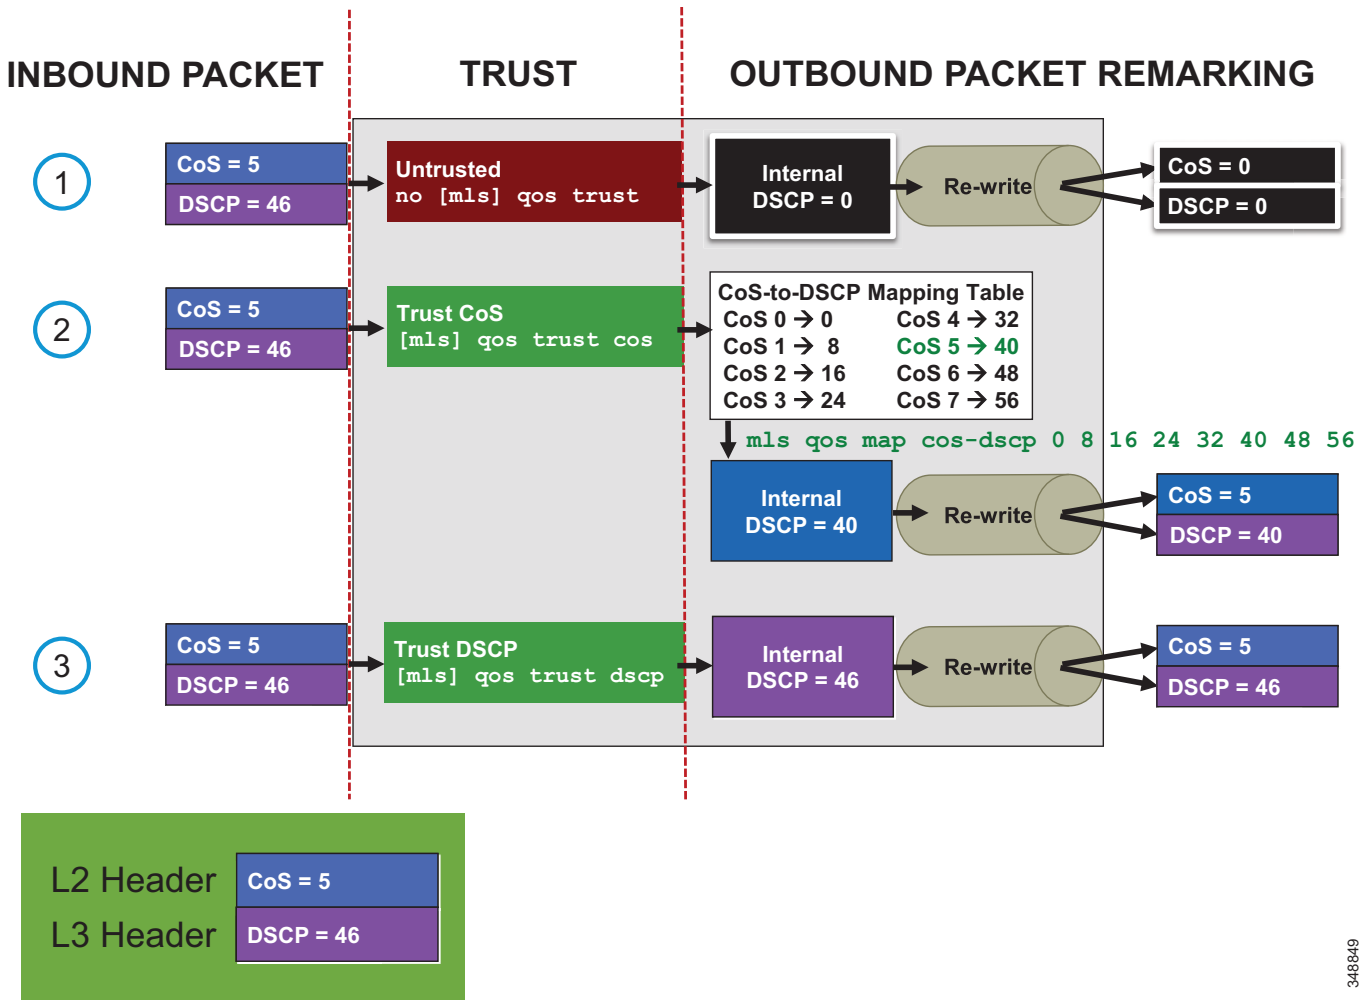 INBOUND PACKET
TRUST
OUTBOUND PACKET REMARKING
1
CoS = 5
DSCP = 46
Untrusted
no [mls] qos trust
Internal
DSCP = 0
Re-write
CoS = 0
DSCP = 0
2
CoS = 5
DSCP = 46
Trust CoS
[mls] qos trust cos
CoS-to-DSCP Mapping Table
CoS 0 → 0 CoS 4 → 32
CoS 1 → 8 CoS 5 → 40
CoS 2 → 16 CoS 6 → 48
CoS 3 → 24 CoS 7 → 56
mls qos map cos-dscp 0 8 16 24 32 40 48 56
Internal
DSCP = 40
Re-write
CoS = 5
DSCP = 40
3
CoS = 5
DSCP = 46
Trust DSCP
[mls] qos trust dscp
Internal
DSCP = 46
Re-write
CoS = 5
DSCP = 46
L2 Header
CoS = 5
L3 Header
DSCP = 46
348849